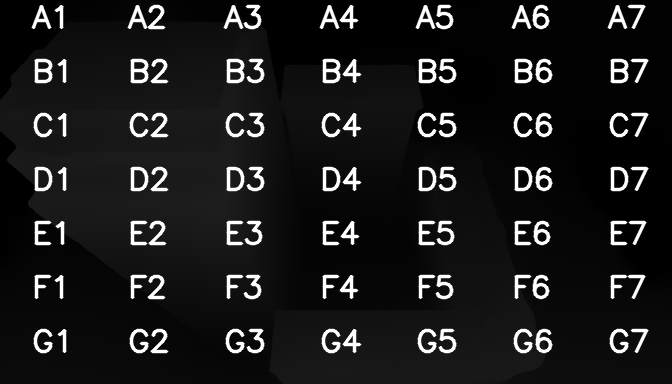 A1 A2 A3 A4 A5 A6 A7
B1 B2 B3 B4 B5 B6 B7
C1 C2 C3 C4 C5 C6 C7
D1 D2 D3 D4 D5 D6 D7
E1 E2 E3 E4 E5 E6 E7
F1 F2 F3 F4 F5 F6 F7
G1 G2 G3 G4 G5 G6 G7